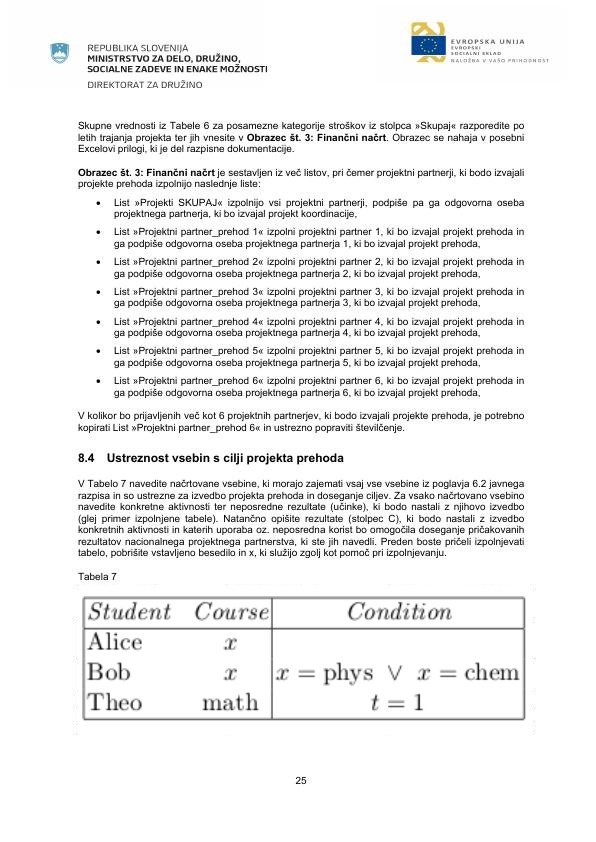 REPUBLIKA SLOVENIJA
MINISTRSTVO ZA DELO, DRUŽINO,
SOCIALNE ZADEVE IN ENAKE MOŽNOSTI
DIREKTORAT ZA DRUŽINO
EVROPSKA UNIJA
EVROPSKI
SOCIALNI SKLAD
NALOŽBA V VAŠO PRIHODNOST
Skupne vrednosti iz Tabele 6 za posamezne kategorije stroškov iz stolpca »Skupaj« razporedite po
letih trajanja projekta ter jih vnesite v Obrazec št. 3: Finančni načrt. Obrazec se nahaja v posebni
Excelovi prilogi, ki je del razpisne dokumentacije.
Obrazec št. 3: Finančni načrt je sestavljen iz več listov, pri čemer projektni partnerji, ki bodo izvajali
projekte prehoda izpolnijo naslednje liste:
• List »Projekti SKUPAJ« izpolnijo vsi projektni partnerji, podpiše pa ga odgovorna oseba
projektnega partnerja, ki bo izvajal projekt koordinacije,
• List »Projektni partner_prehod 1« izpolni projektni partner 1, ki bo izvajal projekt prehoda in
ga podpiše odgovorna oseba projektnega partnerja 1, ki bo izvajal projekt prehoda,
• List »Projektni partner_prehod 2« izpolni projektni partner 2, ki bo izvajal projekt prehoda in
ga podpiše odgovorna oseba projektnega partnerja 2, ki bo izvajal projekt prehoda,
• List »Projektni partner_prehod 3« izpolni projektni partner 3, ki bo izvajal projekt prehoda in
ga podpiše odgovorna oseba projektnega partnerja 3, ki bo izvajal projekt prehoda,
• List »Projektni partner_prehod 4« izpolni projektni partner 4, ki bo izvajal projekt prehoda in
ga podpiše odgovorna oseba projektnega partnerja 4, ki bo izvajal projekt prehoda,
• List »Projektni partner_prehod 5« izpolni projektni partner 5, ki bo izvajal projekt prehoda in
ga podpiše odgovorna oseba projektnega partnerja 5, ki bo izvajal projekt prehoda,
• List »Projektni partner_prehod 6« izpolni projektni partner 6, ki bo izvajal projekt prehoda in
ga podpiše odgovorna oseba projektnega partnerja 6, ki bo izvajal projekt prehoda,
V kolikor bo prijavljenih več kot 6 projektnih partnerjev, ki bodo izvajali projekte prehoda, je potrebno
kopirati List »Projektni partner_prehod 6« in ustrezno popraviti številčenje.
8.4 Ustreznost vsebin s cilji projekta prehoda
V Tabelo 7 navedite načrtovane vsebine, ki morajo zajemati vsaj vse vsebine iz poglavja 6.2 javnega
razpisa in so ustrezne za izvedbo projekta prehoda in doseganje ciljev. Za vsako načrtovano vsebino
navedite konkretne aktivnosti ter neposredne rezultate (učinke), ki bodo nastali z njihovo izvedbo
(glej primer izpolnjene tabele). Natančno opišite rezultate (stolpec C), ki bodo nastali z izvedbo
konkretnih aktivnosti in katerih uporaba oz. neposredna korist bo omogočila doseganje pričakovanih
rezultatov nacionalnega projektnega partnerstva, ki ste jih navedli. Preden boste pričeli izpolnjevati
tabelo, pobrišite vstavljeno besedilo in x, ki služijo zgolj kot pomoč pri izpolnjevanju.
Tabela 7
Student Course Condition
Alice x
Bob x x = phys ∨ x = chem
Theo math t = 1
25